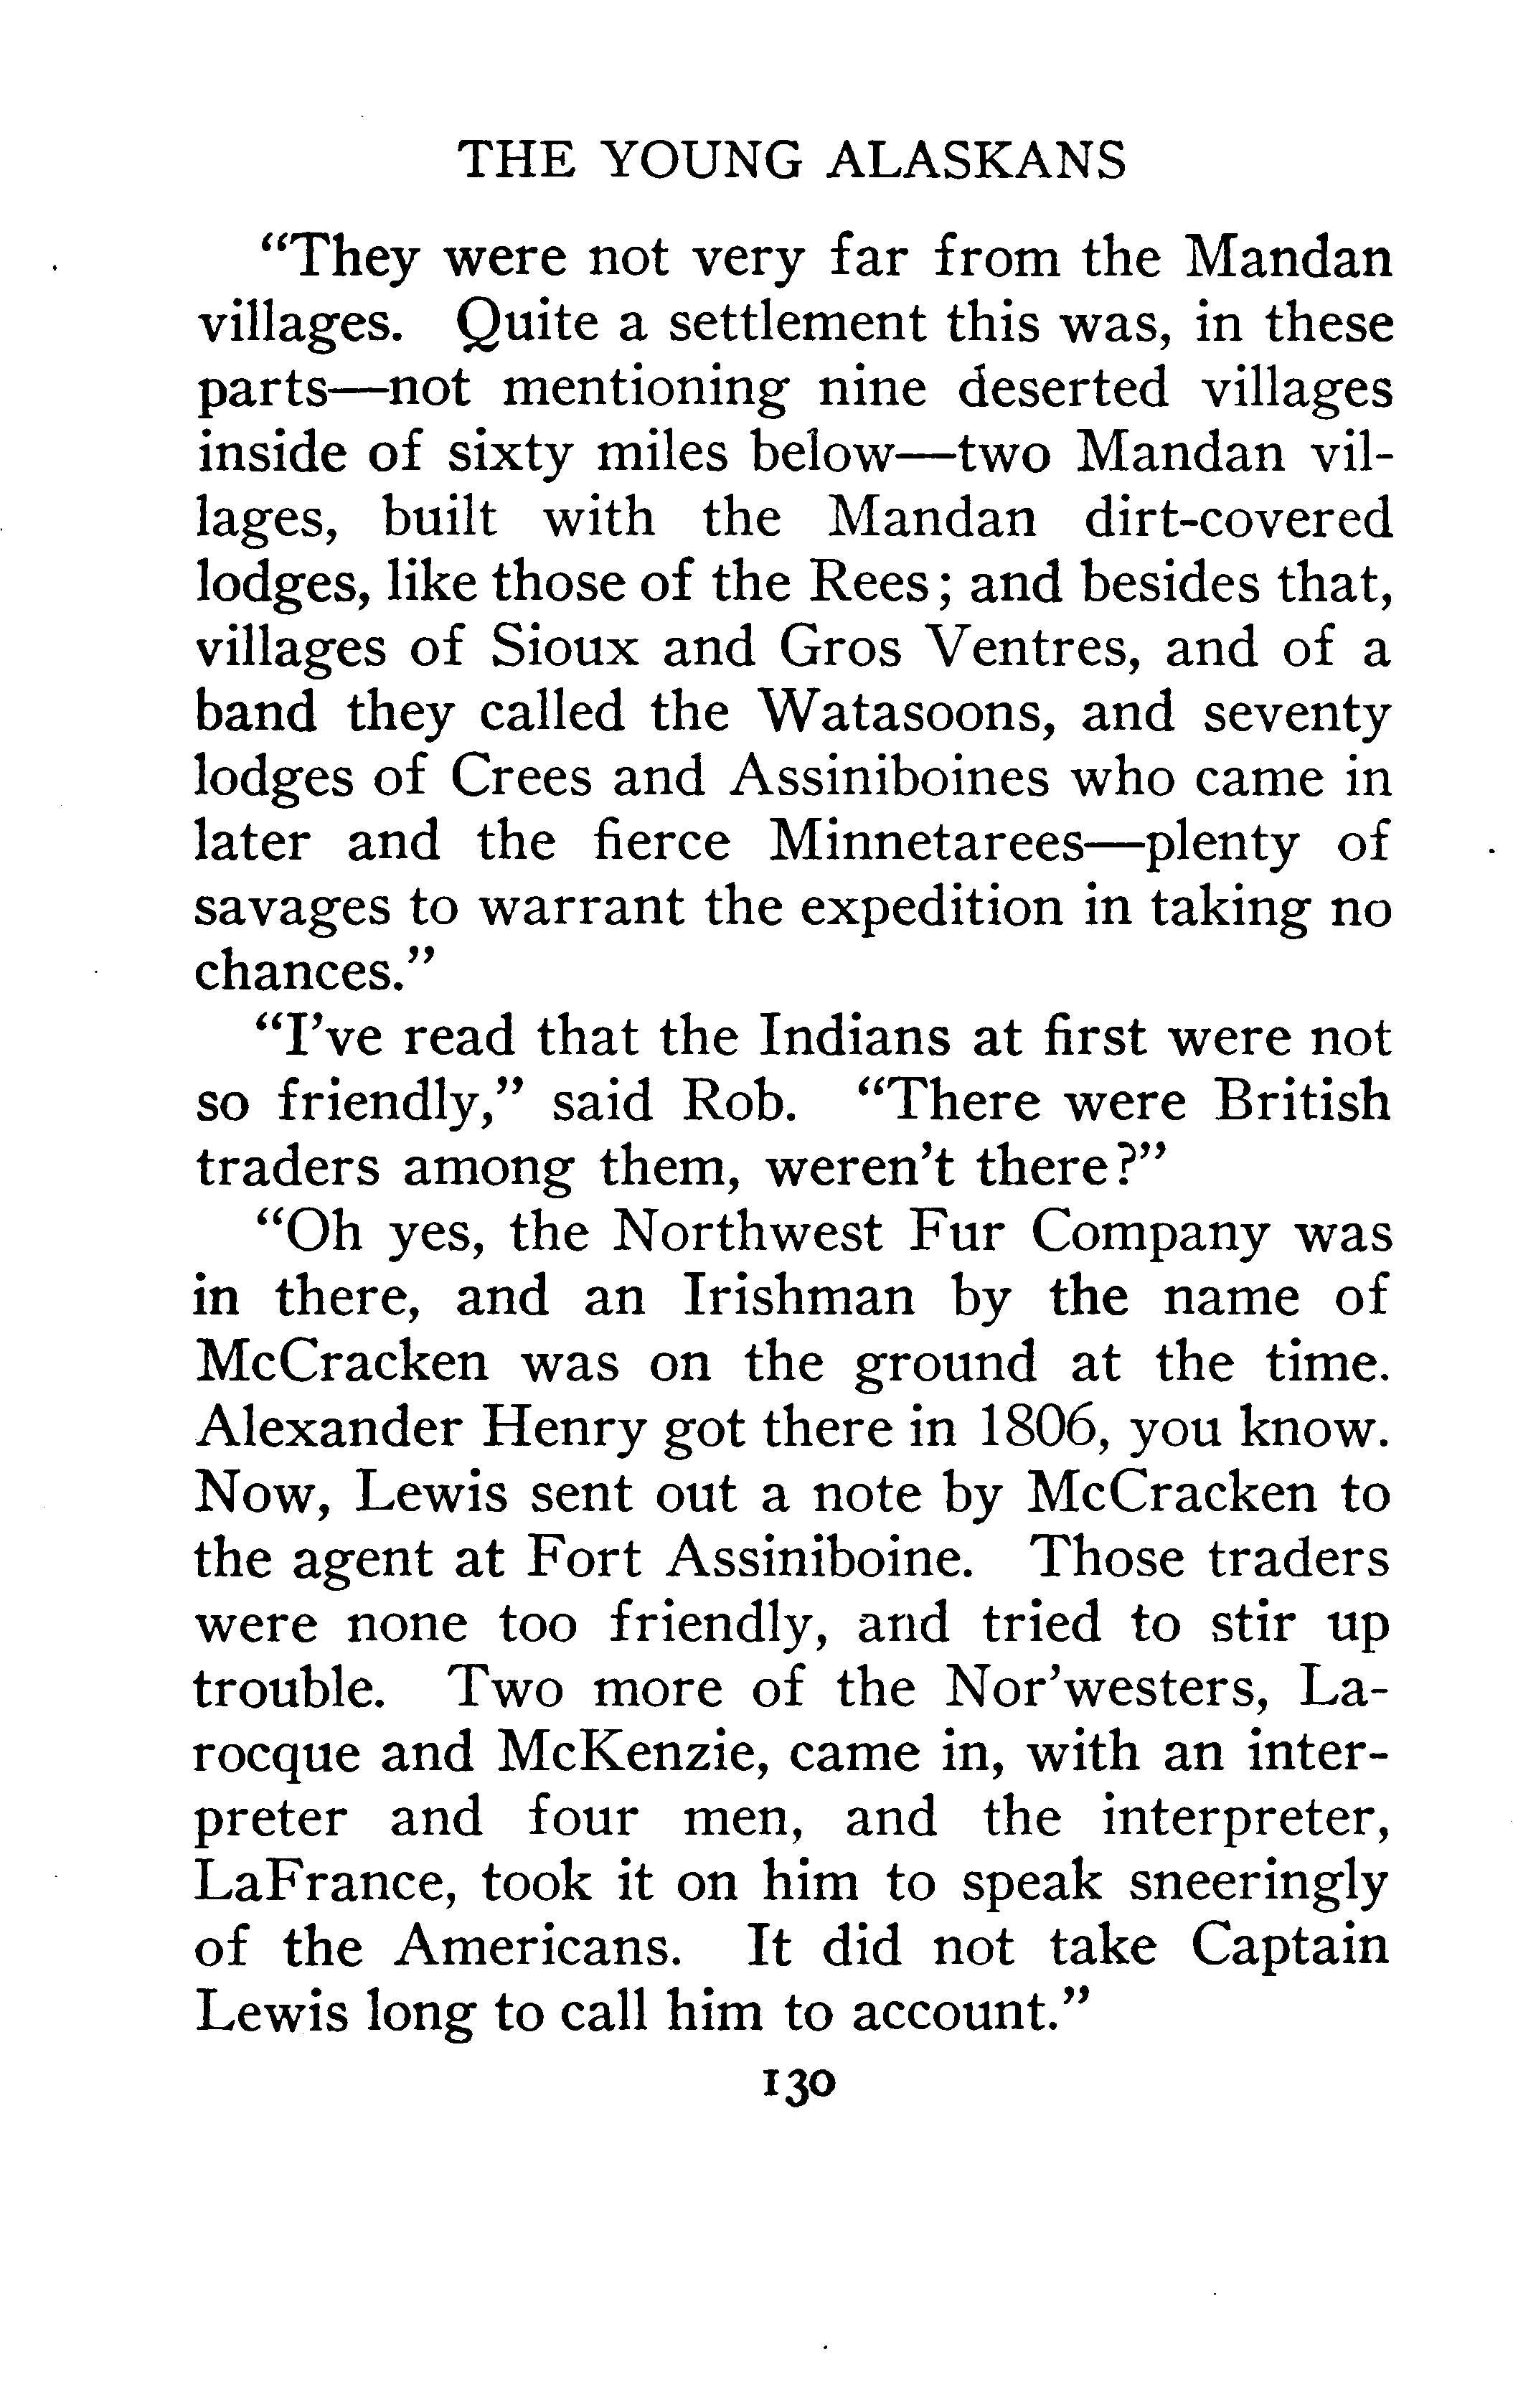 THE YOUNG ALASKANS
“They were not very far from the Mandan
villages. Quite a settlement this was, in these
parts—not mentioning nine deserted villages
inside of sixty miles below—two Mandan vil-
lages, built with the Mandan dirt-covered
lodges, like those of the Rees; and besides that,
villages of Sioux and Gros Ventres, and of a
band they called the Watasoons, and seventy
lodges of Crees and Assiniboines who came in
later and the fierce Minnetarees—plenty of
savages to warrant the expedition in taking no
chances.”
“I’ve read that the Indians at first were not
so friendly,” said Rob. “There were British
traders among them, weren't there?”
“Oh yes, the Northwest Fur Company was
in there, and an Irishman by the name of
McCracken was on the ground at the time.
Alexander Henry got there in 1806, you know.
Now, Lewis sent out a note by McCracken to
the agent at Fort Assiniboine. Those traders
were none too friendly, and tried to stir up
trouble. Two more of the Nor’westers, La-
rocque and McKenzie, came in, with an inter-
preter and four men, and the interpreter,
LaFrance, took it on him to speak sneeringly
of the Americans. It did not take Captain
Lewis long to call him to account.”
130